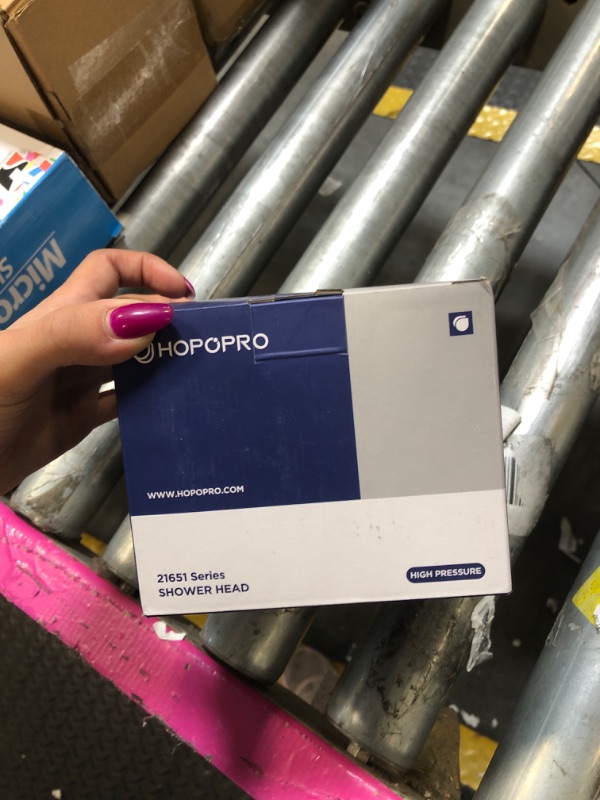 HOPOPRO
WWW.HOPOPRO.COM
21651 Series
SHOWER HEAD
HIGH PRESSURE
Micro